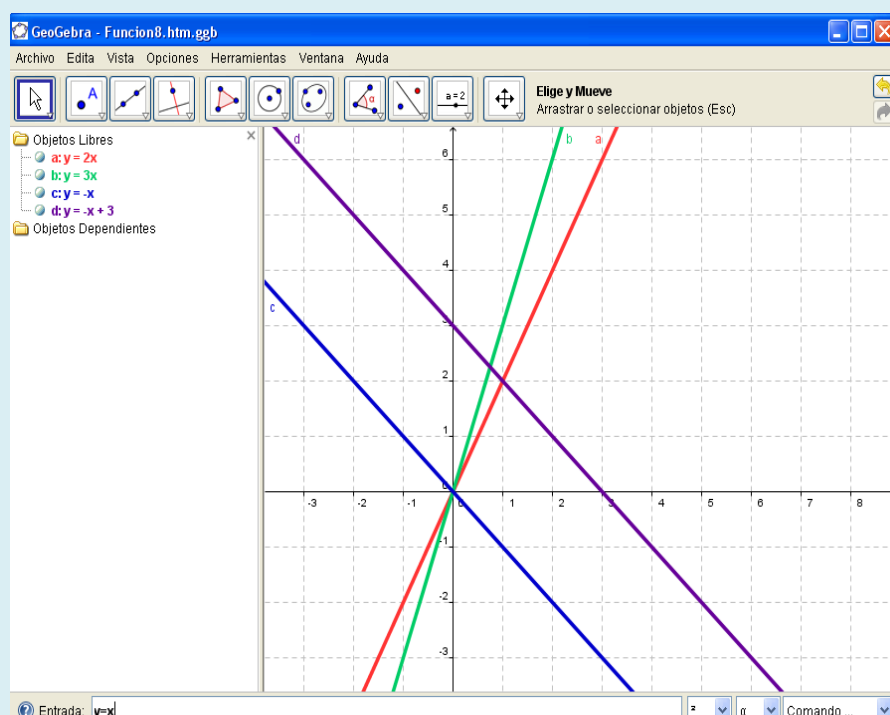 GeoGebra - Funcion8.htm.ggb
Archivo Edita Vista Opciones Herramientas Ventana Ayuda
A
α
a=2
Elige y Mueve
Arrastrar o seleccionar objetos (Esc)
Objetos Libres
a: y = 2x
b: y = 3x
c: y = -x
d: y = -x + 3
Objetos Dependientes
d b a
6
5
4
3
c
2
1
0
-3 -2 -1 0 1 2 3 4 5 6 7 8
-1
-2
-3
Entrada: y=x
² α Comando ...